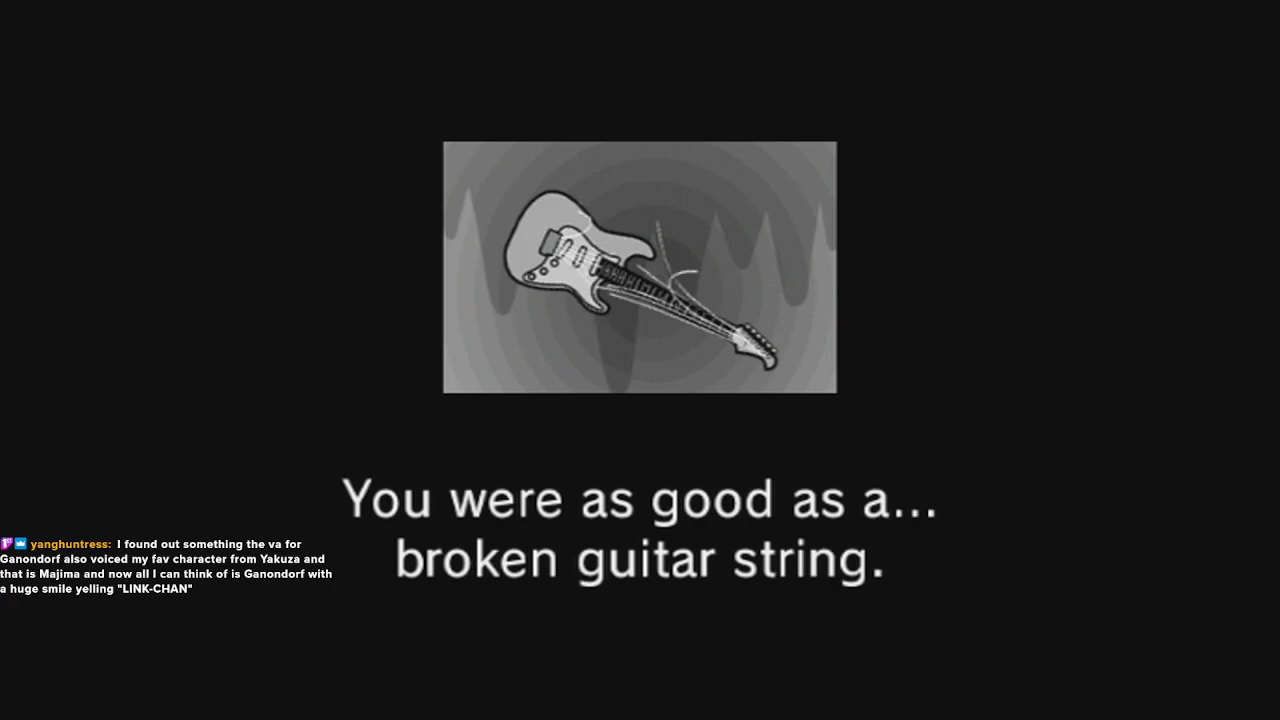 You were as good as a...
broken guitar string.
yanghuntress: I found out something the va for
Ganondorf also voiced my fav character from Yakuza and
that is Majima and now all I can think of is Ganondorf with
a huge smile yelling "LINK-CHAN"